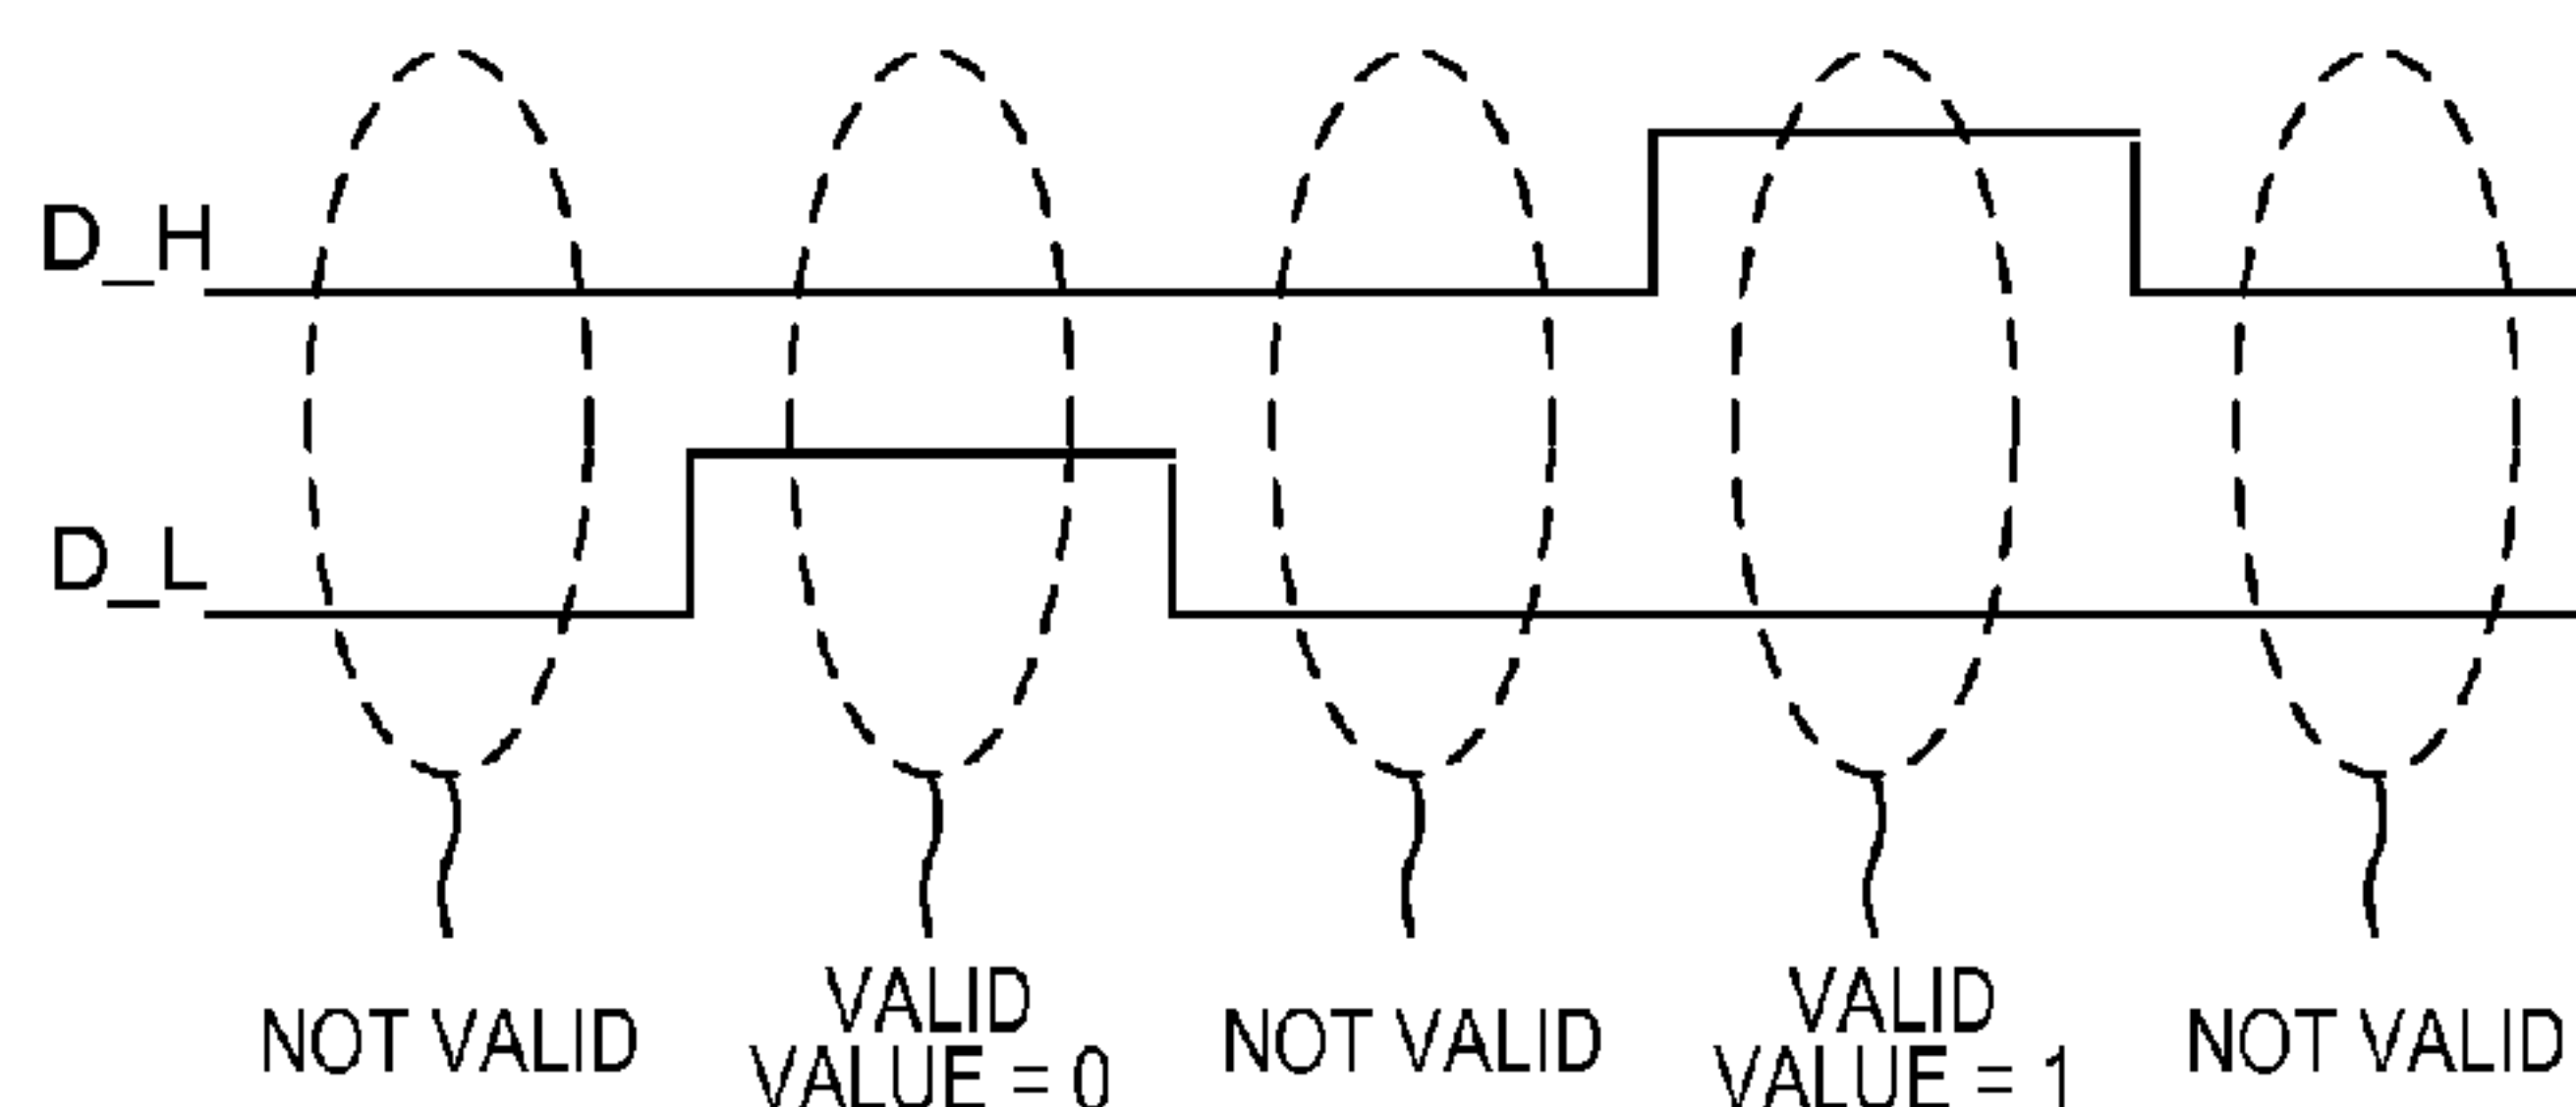 D_H
D_L
NOT VALID
VALID
VALUE = 0
NOT VALID
VALID
VALUE = 1
NOT VALID